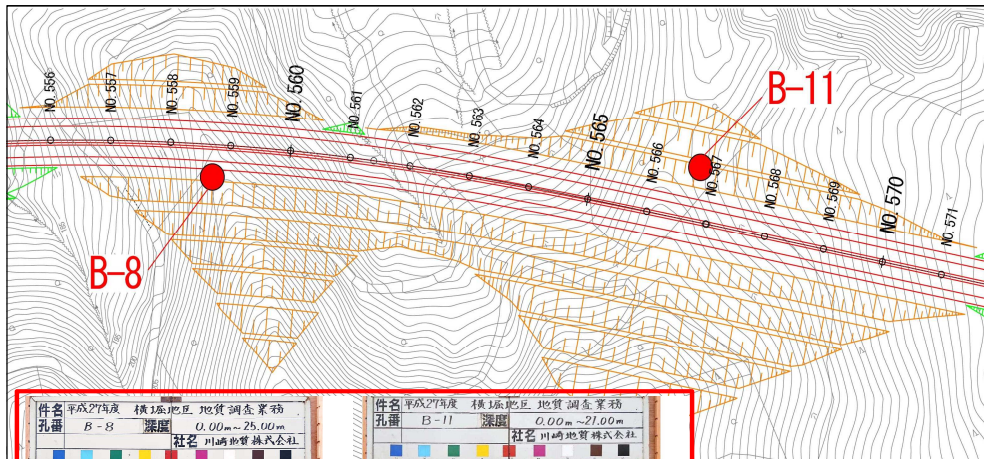 NO. 556
NO. 557
NO. 558
NO. 559
NO. 560
NO. 561
NO. 562
NO. 563
NO. 564
NO. 565
NO. 566
NO. 567
NO. 568
NO. 569
NO. 570
NO. 571
B-11
B-8
件名 平成27年度 横堀地区 地質調査業務
孔番 B-8 深度 0.00m~25.00m
社名 川崎地質株式会社
件名 平成27年度 横堀地区 地質調査業務
孔番 B-11 深度 0.00m~21.00m
社名 川崎地質株式会社